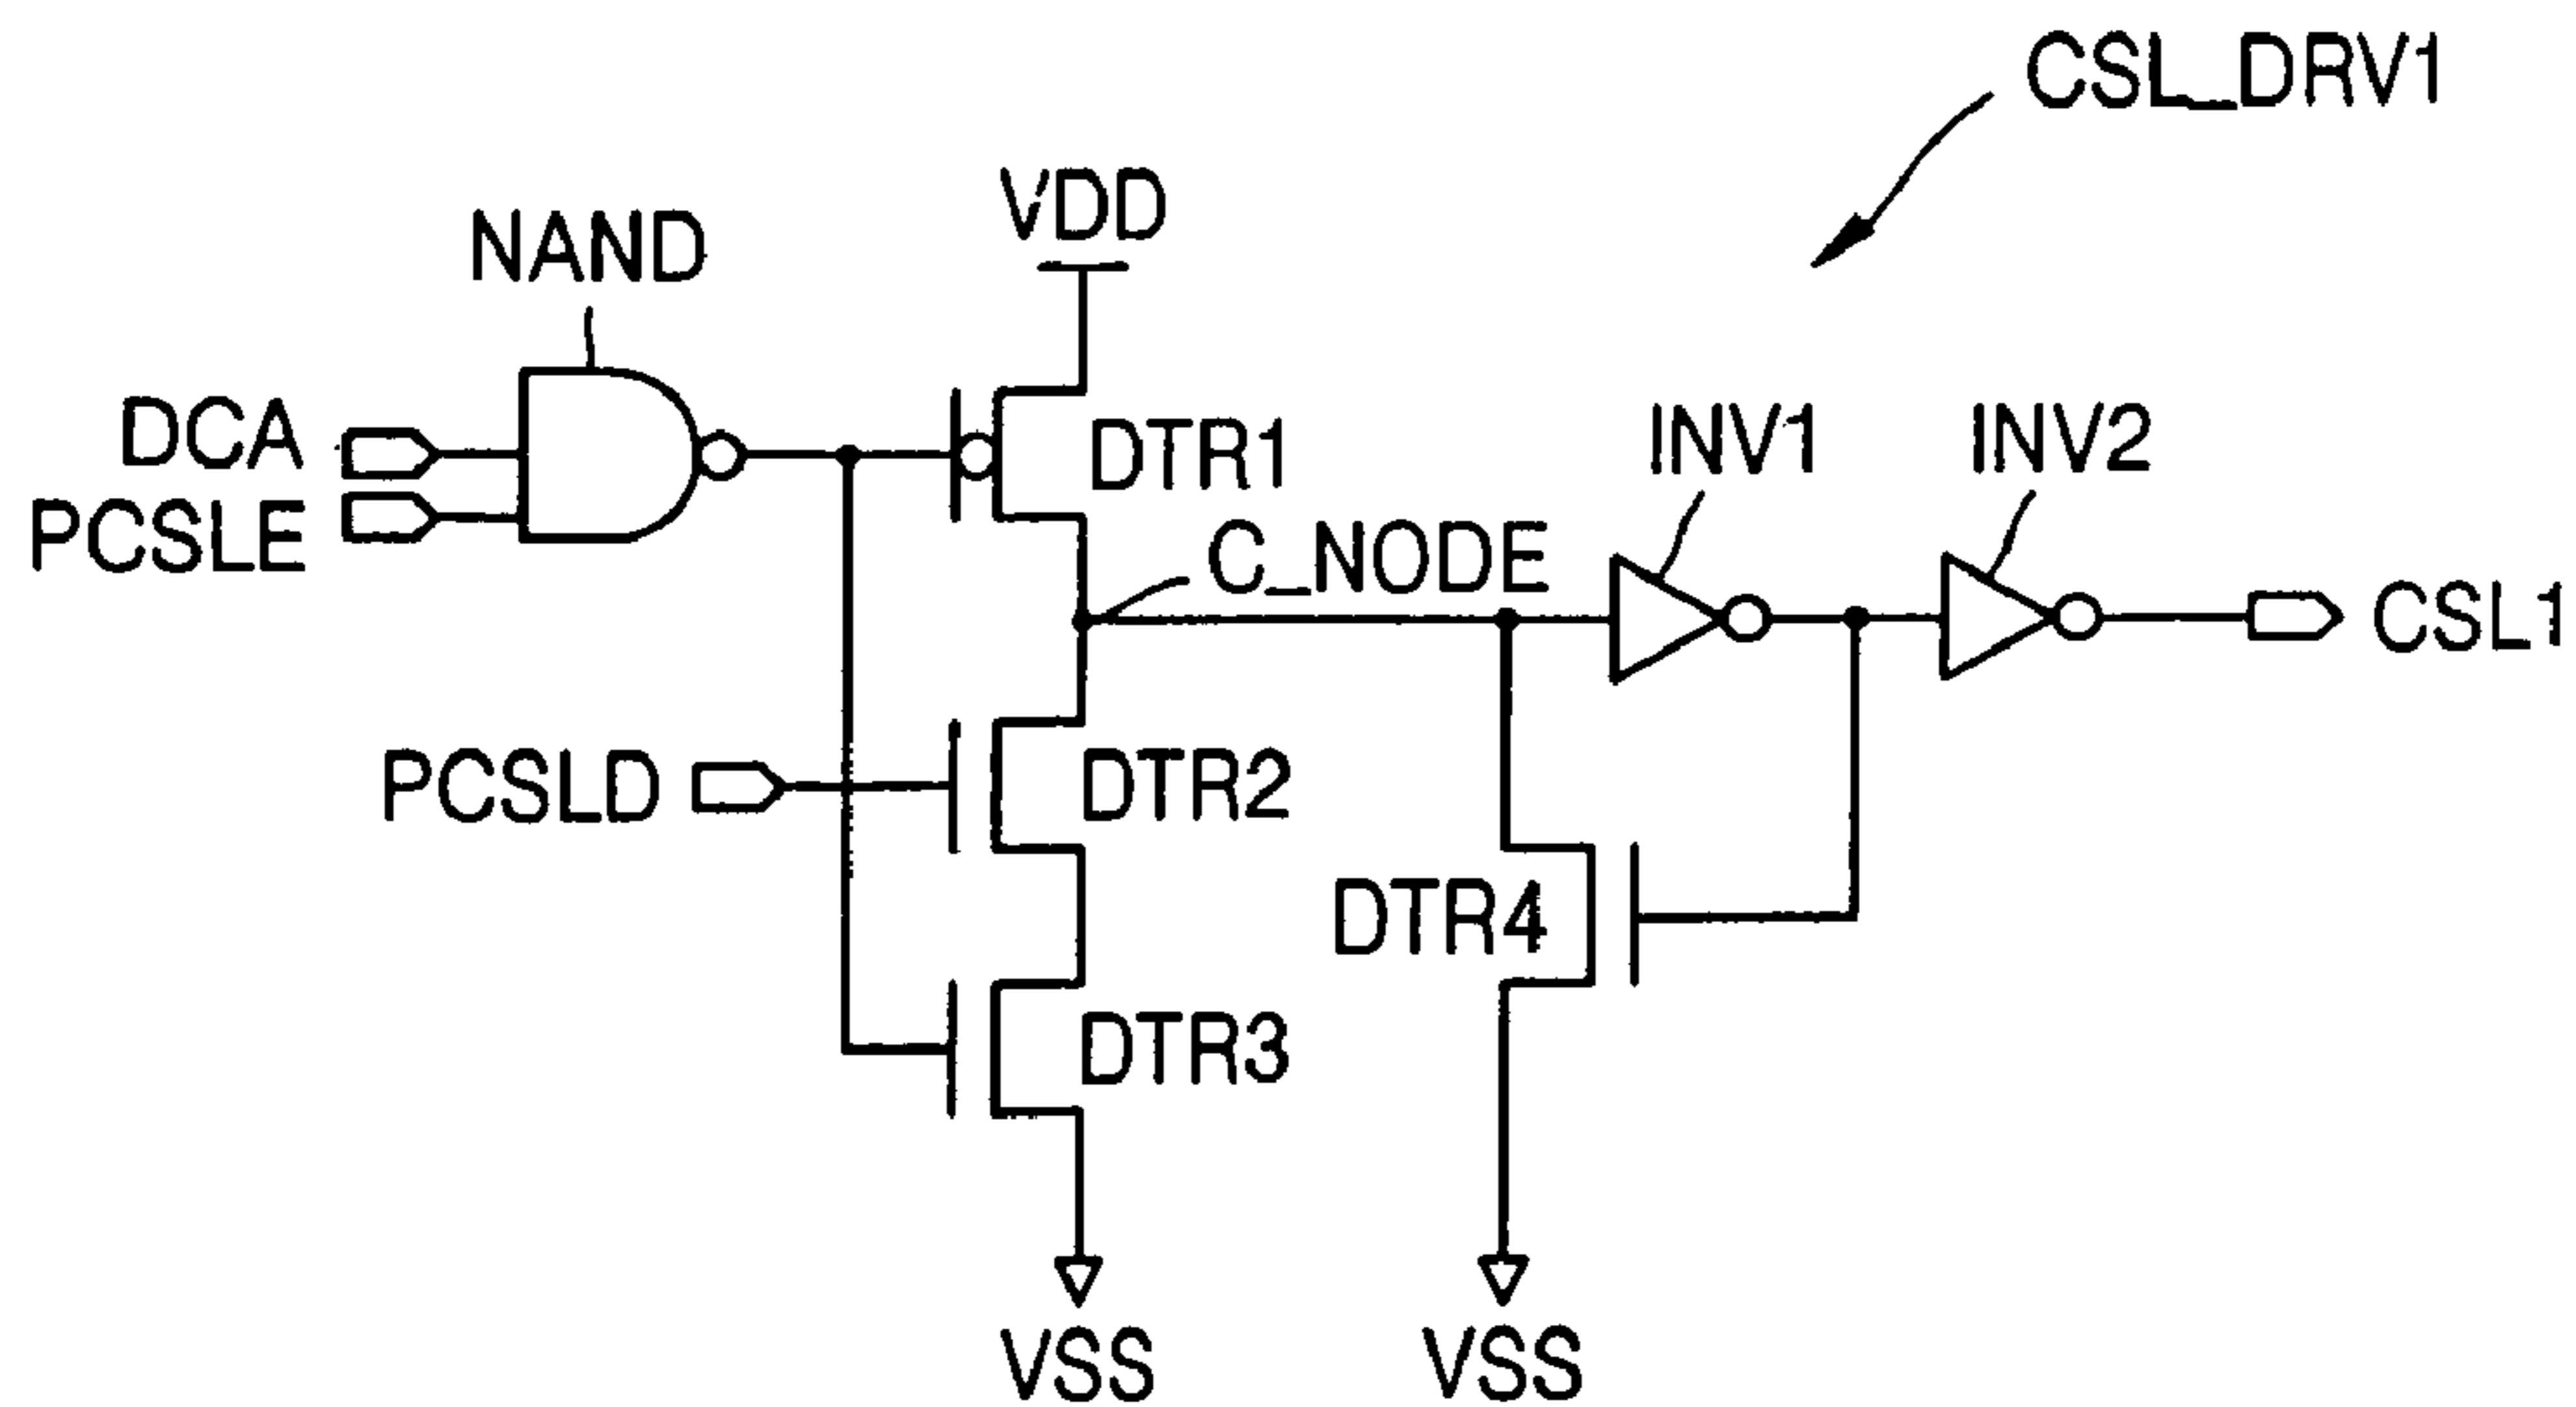 CSL_DRV1
VDD
NAND
DCA
DTR1
INV1
INV2
PCSLE
C_NODE
CSL1
PCSLD
DTR2
DTR4
DTR3
VSS
VSS